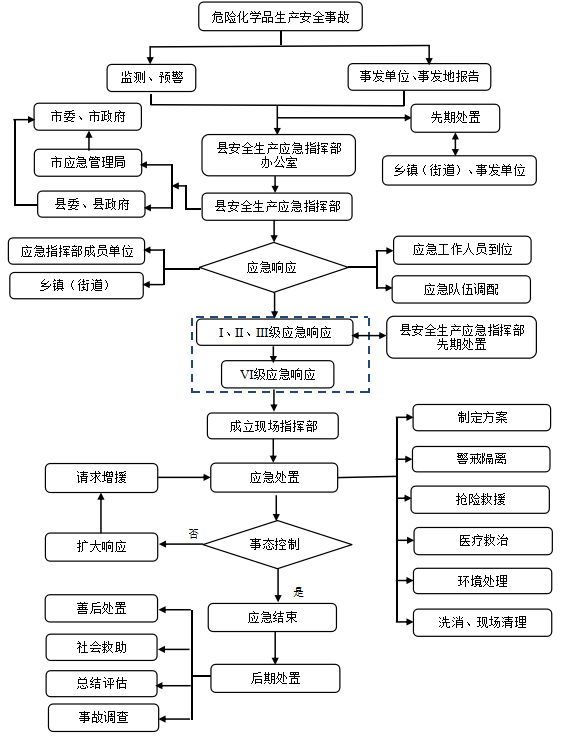 危险化学品生产安全事故
监测、预警
事发单位、事发地报告
市委、市政府
先期处置
县安全生产应急指挥部
办公室
市应急管理局
乡镇（街道）、事发单位
县委、县政府
县安全生产应急指挥部
应急指挥部成员单位
应急响应
应急工作人员到位
乡镇（街道）
应急队伍调配
I、II、III级应急响应
县安全生产应急指挥部
先期处置
VI级应急响应
成立现场指挥部
制定方案
警戒隔离
请求增援
应急处置
抢险救援
否
扩大响应
事态控制
医疗救治
环境处理
是
善后处置
应急结束
洗消、现场清理
社会救助
总结评估
后期处置
事故调查